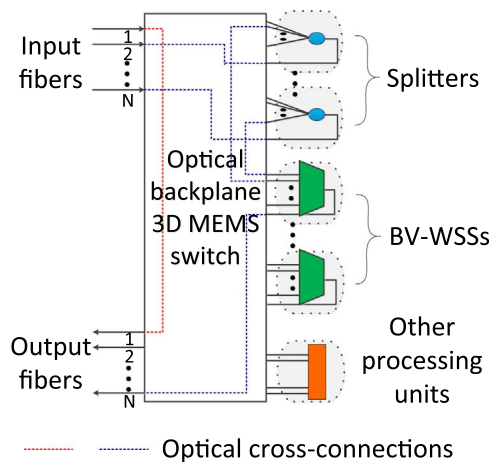 Input
fibers
1
2
N
Splitters
Optical
backplane
3D MEMS
switch
BV-WSSs
Other
processing
units
Output
fibers
1
2
N
Optical cross-connections